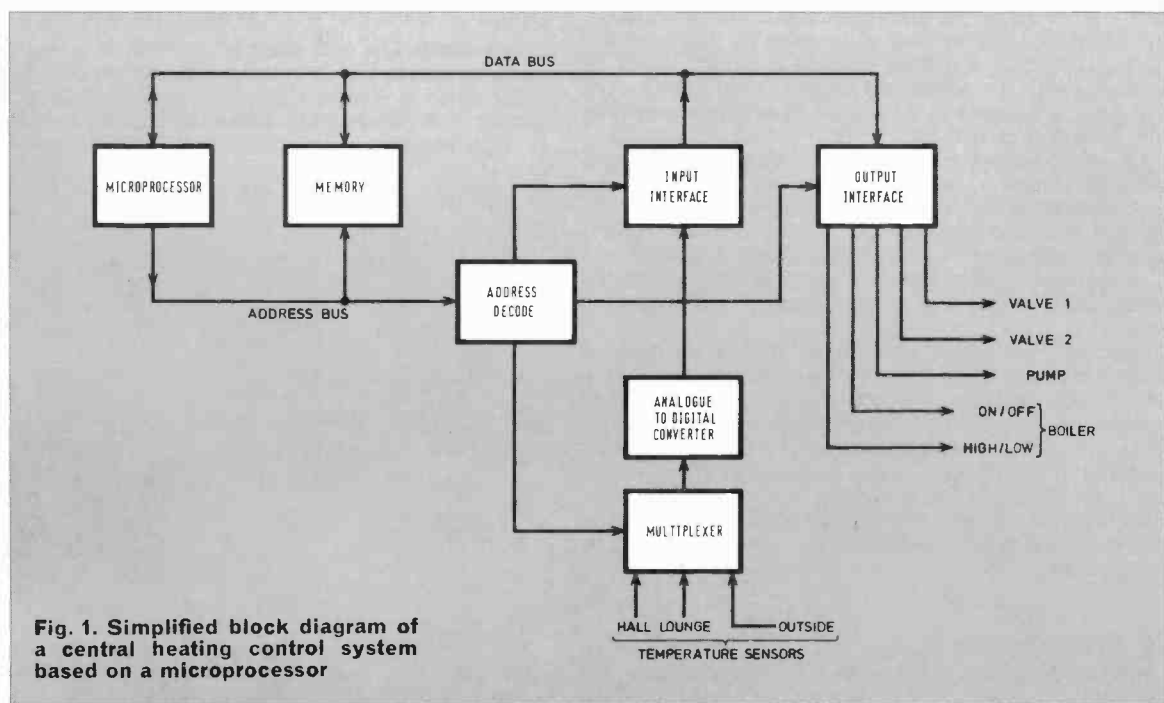 DATA BUS
MICROPROCESSOR
MEMORY
INPUT
INTERFACE
OUTPUT
INTERFACE
ADDRESS BUS
ADDRESS
DECODE
VALVE 1
VALVE 2
PUMP
ON/OFF
HIGH/LOW
BOILER
ANALOGUE
TO DIGITAL
CONVERTER
MULTIPLEXER
HALL LOUNGE OUTSIDE
TEMPERATURE SENSORS
Fig. 1. Simplified block diagram of
a central heating control system
based on a microprocessor